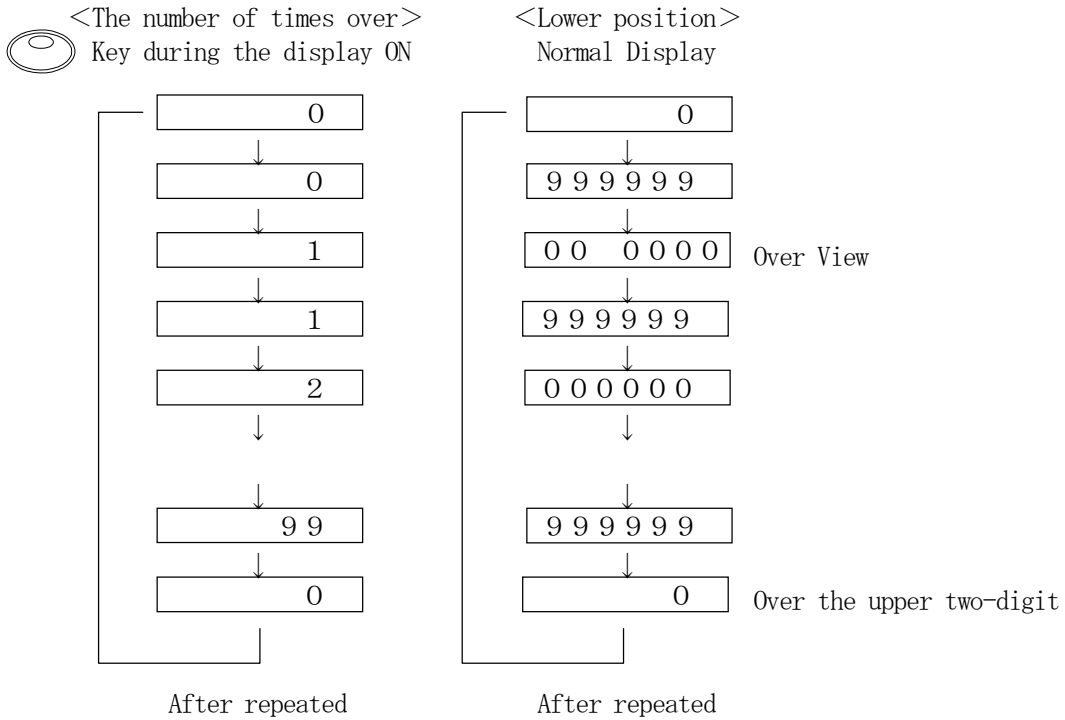 <The number of times over> <Lower position>
Key during the display ON Normal Display
0 0
0 999999
1 00 0000 Over View
1 999999
2 000000
99 999999
0 0 Over the upper two-digit
After repeated After repeated